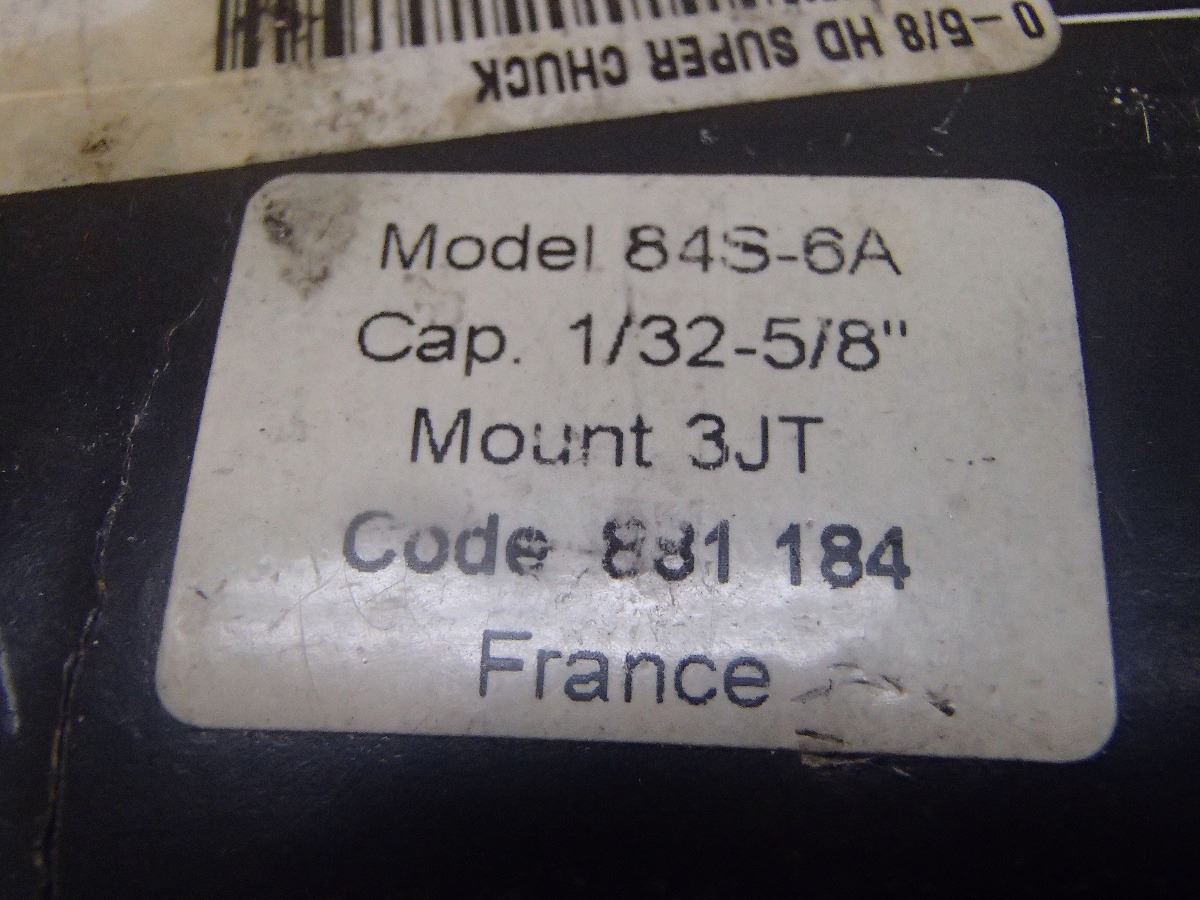 0-5/8 HD SUPER CHUCK
Model 84S-6A
Cap. 1/32-5/8"
Mount 3JT
Code 881 184
France